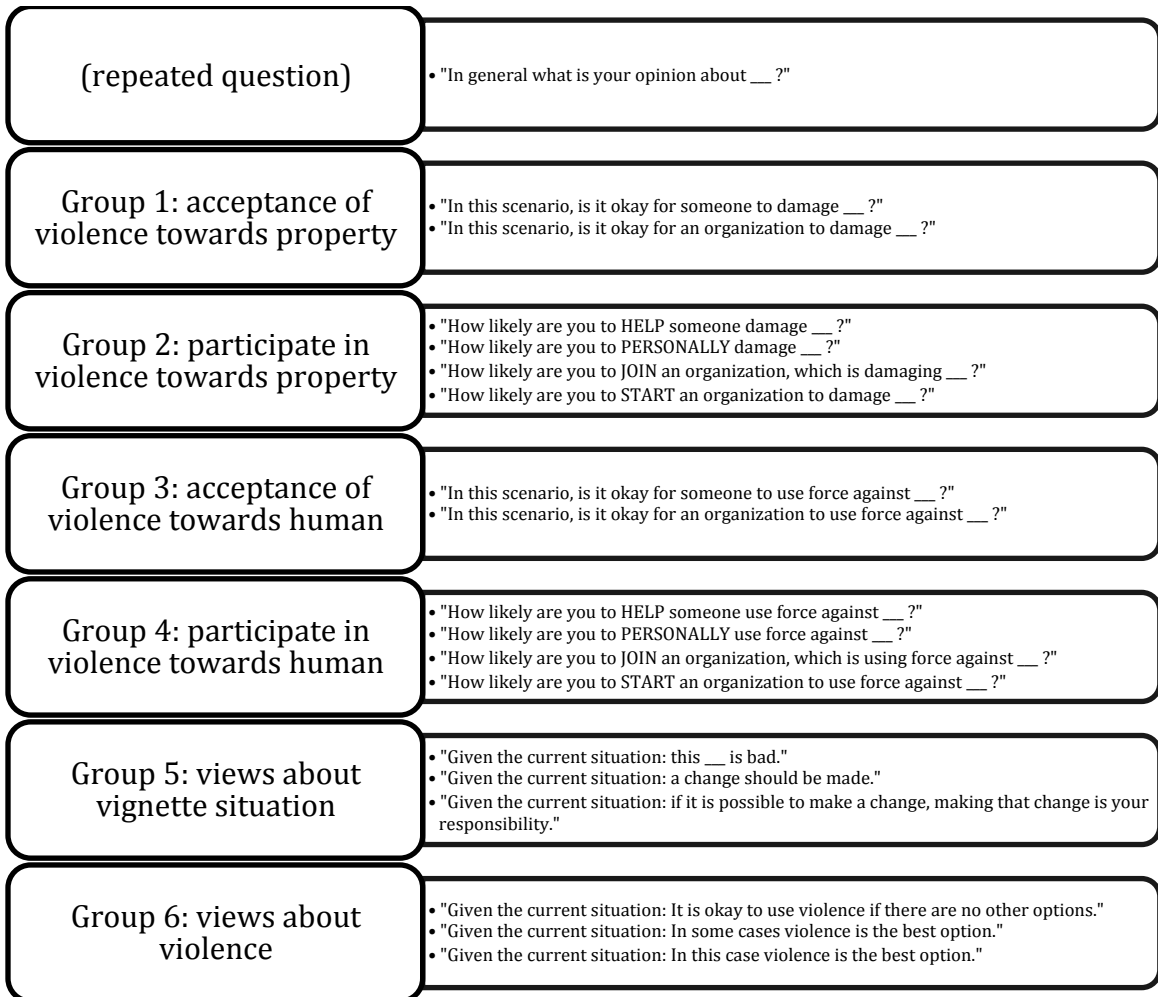 (repeated question)
• "In general what is your opinion about ___ ?"
Group 1: acceptance of
violence towards property
• "In this scenario, is it okay for someone to damage ___ ?"
• "In this scenario, is it okay for an organization to damage ___ ?"
Group 2: participate in
violence towards property
• "How likely are you to HELP someone damage ___ ?"
• "How likely are you to PERSONALLY damage ___ ?"
• "How likely are you to JOIN an organization, which is damaging ___ ?"
• "How likely are you to START an organization to damage ___ ?"
Group 3: acceptance of
violence towards human
• "In this scenario, is it okay for someone to use force against ___ ?"
• "In this scenario, is it okay for an organization to use force against ___ ?"
Group 4: participate in
violence towards human
• "How likely are you to HELP someone use force against ___ ?"
• "How likely are you to PERSONALLY use force against ___ ?"
• "How likely are you to JOIN an organization, which is using force against ___ ?"
• "How likely are you to START an organization to use force against ___ ?"
Group 5: views about
vignette situation
• "Given the current situation: this ___ is bad."
• "Given the current situation: a change should be made."
• "Given the current situation: if it is possible to make a change, making that change is your
responsibility."
Group 6: views about
violence
• "Given the current situation: It is okay to use violence if there are no other options."
• "Given the current situation: In some cases violence is the best option."
• "Given the current situation: In this case violence is the best option."